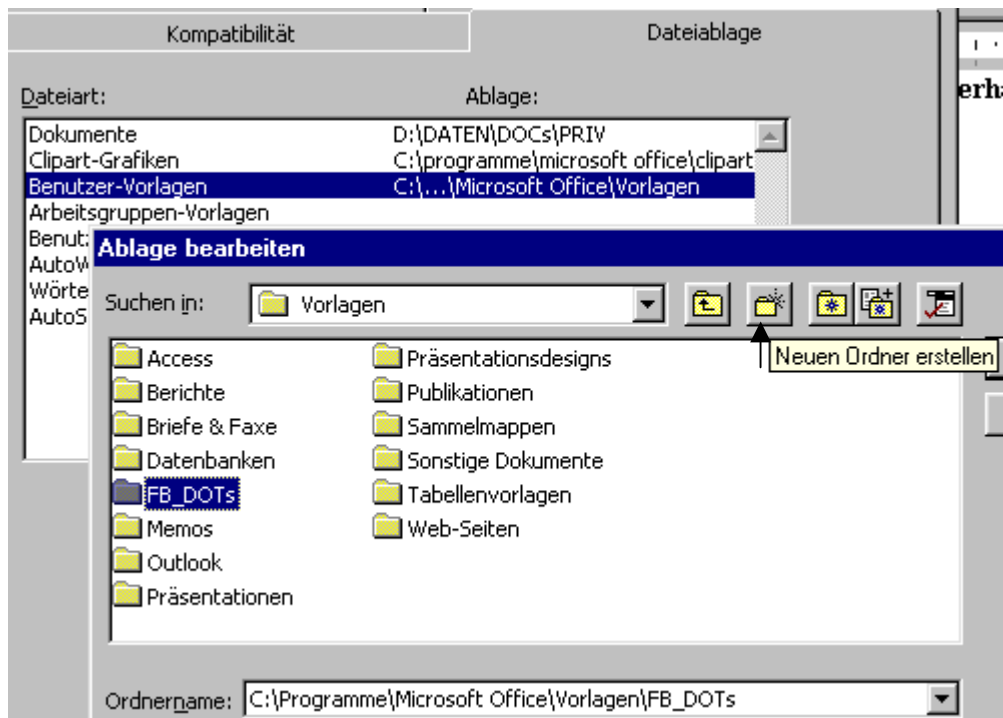 Kompatibilität Dateiablage
erha
Dateiart: Ablage:
Dokumente D:\DATEN\DOCs\PRIV
Clipart-Grafiken C:\programme\microsoft office\clipart
Benutzer-Vorlagen C:\...\Microsoft Office\Vorlagen
Arbeitsgruppen-Vorlagen
Benut
AutoW
Wörte
AutoS
Ablage bearbeiten
Suchen in: Vorlagen
Neuen Ordner erstellen
Access Präsentationsdesigns
Berichte Publikationen
Briefe & Faxe Sammelmappen
Datenbanken Sonstige Dokumente
FB_DOTs Tabellenvorlagen
Memos Web-Seiten
Outlook
Präsentationen
Ordnername: C:\Programme\Microsoft Office\Vorlagen\FB_DOTs